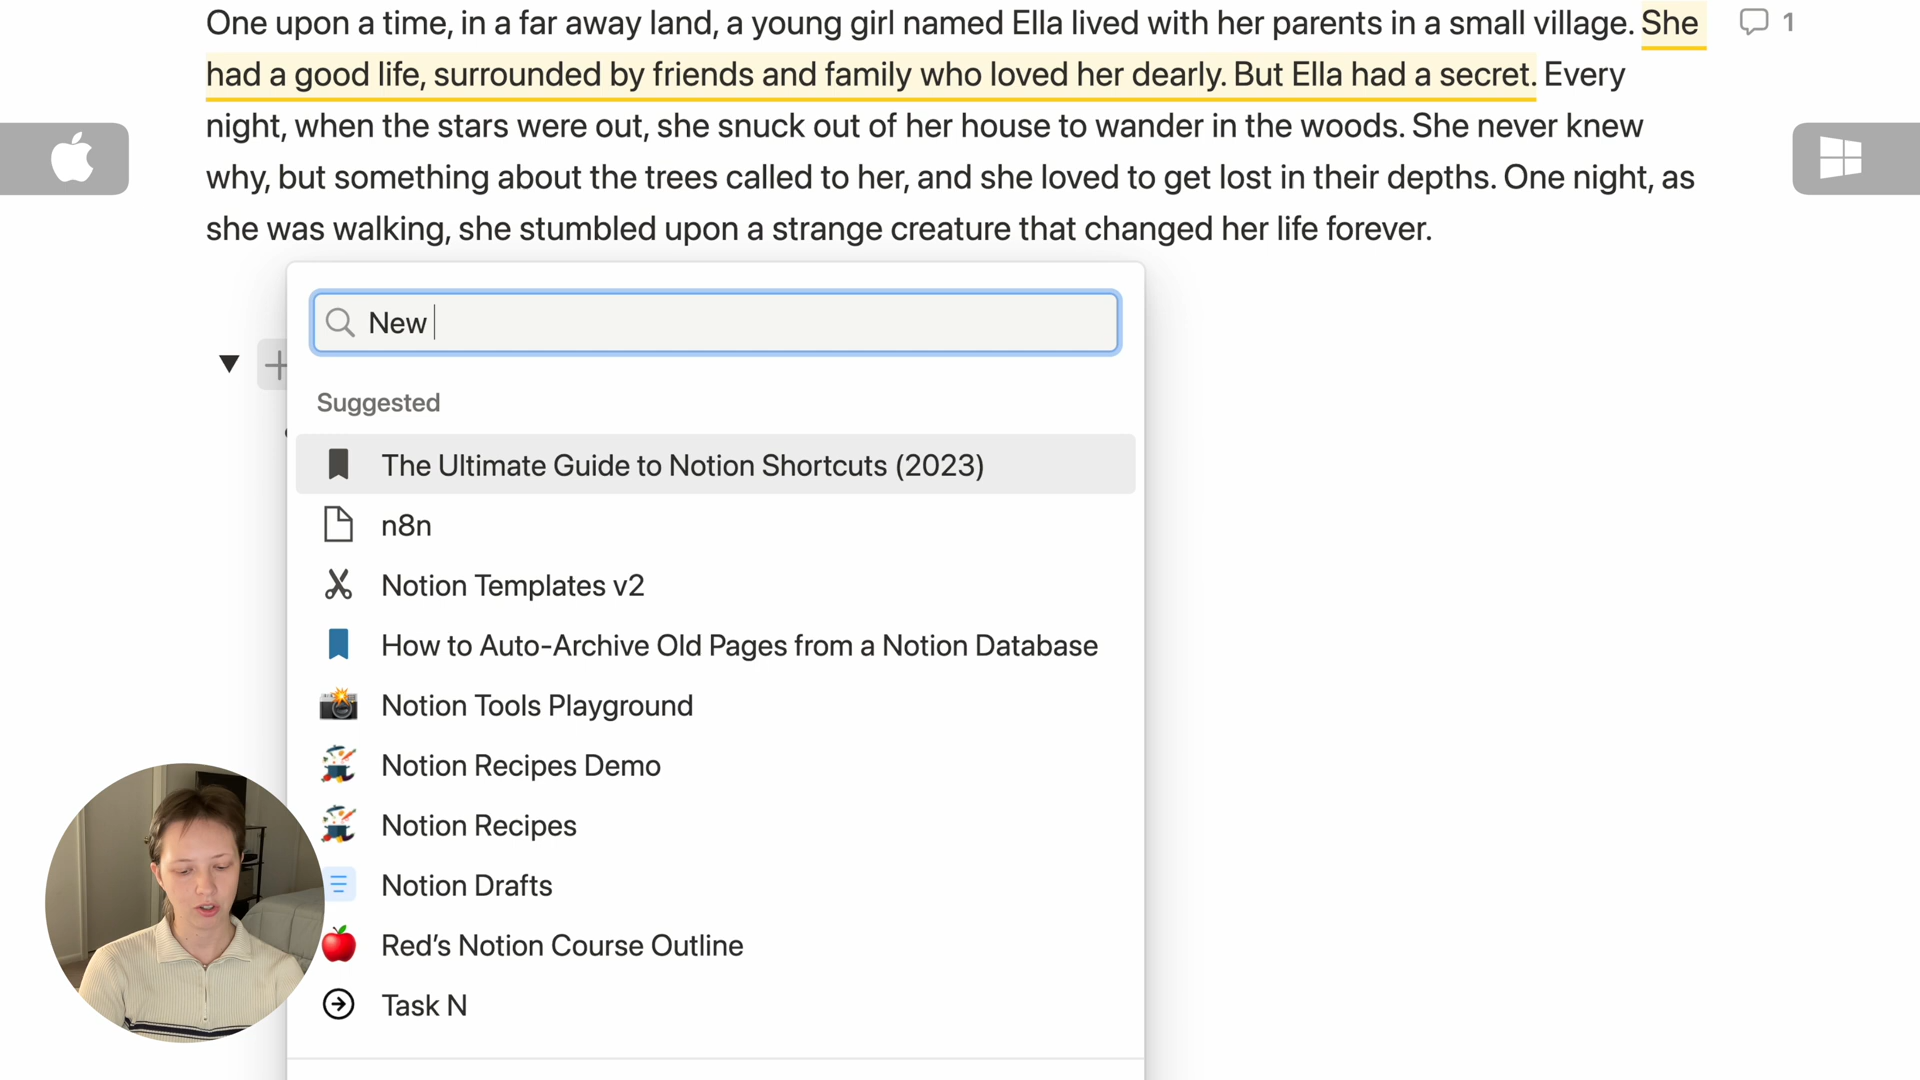 One upon a time, in a far away land, a young girl named Ella lived with her parents in a small village. She
1
had a good life, surrounded by friends and family who loved her dearly. But Ella had a secret. Every
night, when the stars were out, she snuck out of her house to wander in the woods. She never knew
why, but something about the trees called to her, and she loved to get lost in their depths. One night, as
she was walking, she stumbled upon a strange creature that changed her life forever.
New
Suggested
The Ultimate Guide to Notion Shortcuts (2023)
n8n
Notion Templates v2
How to Auto-Archive Old Pages from a Notion Database
Notion Tools Playground
Notion Recipes Demo
Notion Recipes
Notion Drafts
Red’s Notion Course Outline
Task N